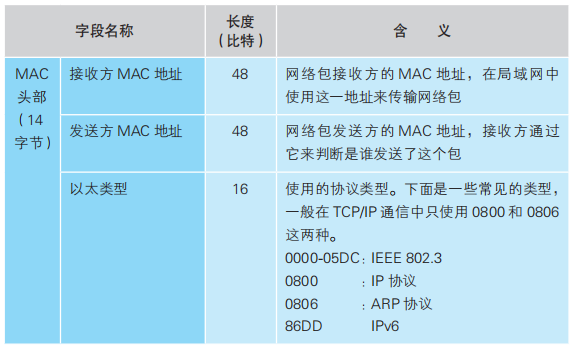 字段名称
长度
（比特）
含 义
MAC
头部
（14
字节）
接收方 MAC 地址
48
网络包接收方的 MAC 地址，在局域网中
使用这一地址来传输网络包
发送方 MAC 地址
48
网络包发送方的 MAC 地址，接收方通过
它来判断是谁发送了这个包
以太类型
16
使用的协议类型。下面是一些常见的类型，
一般在 TCP/IP 通信中只使用 0800 和 0806
这两种。
0000-05DC：IEEE 802.3
0800 ：IP 协议
0806 ：ARP 协议
86DD IPv6